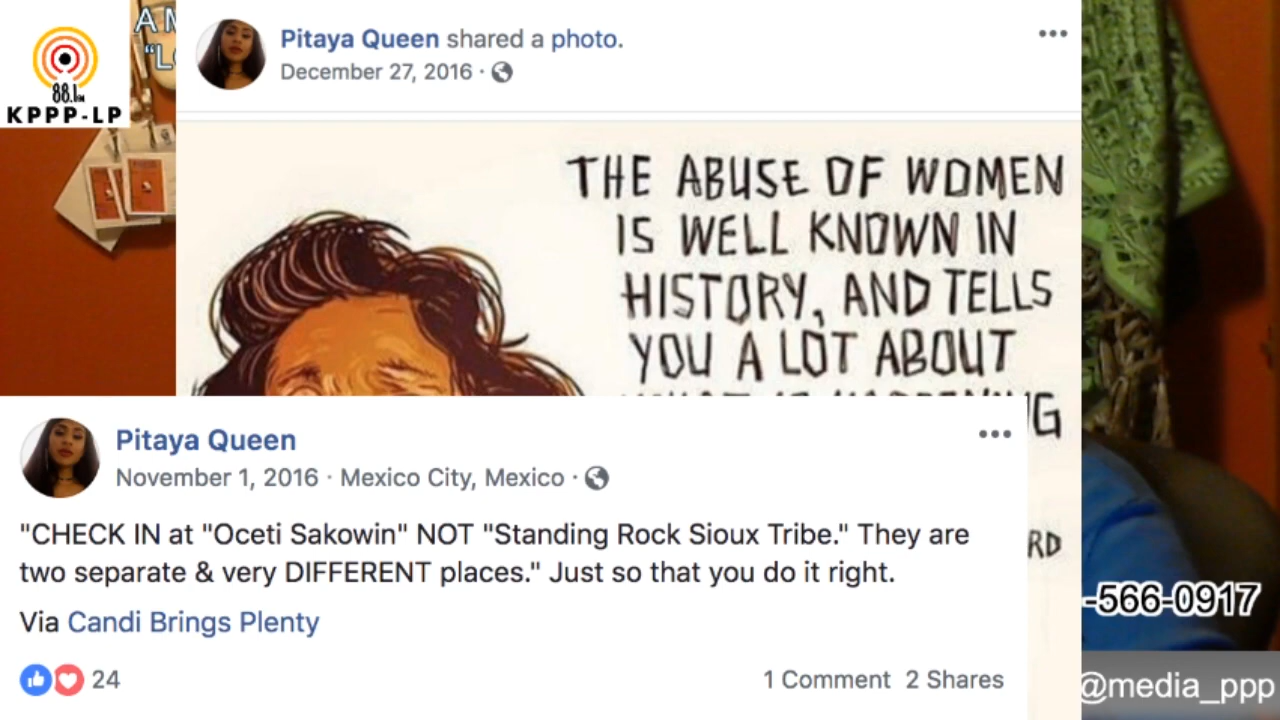 AM
"L
88.1
KPPP-LP
Pitaya Queen shared a photo.
December 27, 2016 ·
THE ABUSE OF WOMEN
IS WELL KNOWN IN
HISTORY, AND TELLS
YOU A LOT ABOUT
G
RD
Pitaya Queen
November 1, 2016 · Mexico City, Mexico ·
"CHECK IN at "Oceti Sakowin" NOT "Standing Rock Sioux Tribe." They are
two separate & very DIFFERENT places." Just so that you do it right.
Via Candi Brings Plenty
24
1 Comment 2 Shares
-566-0917
@media_ppp